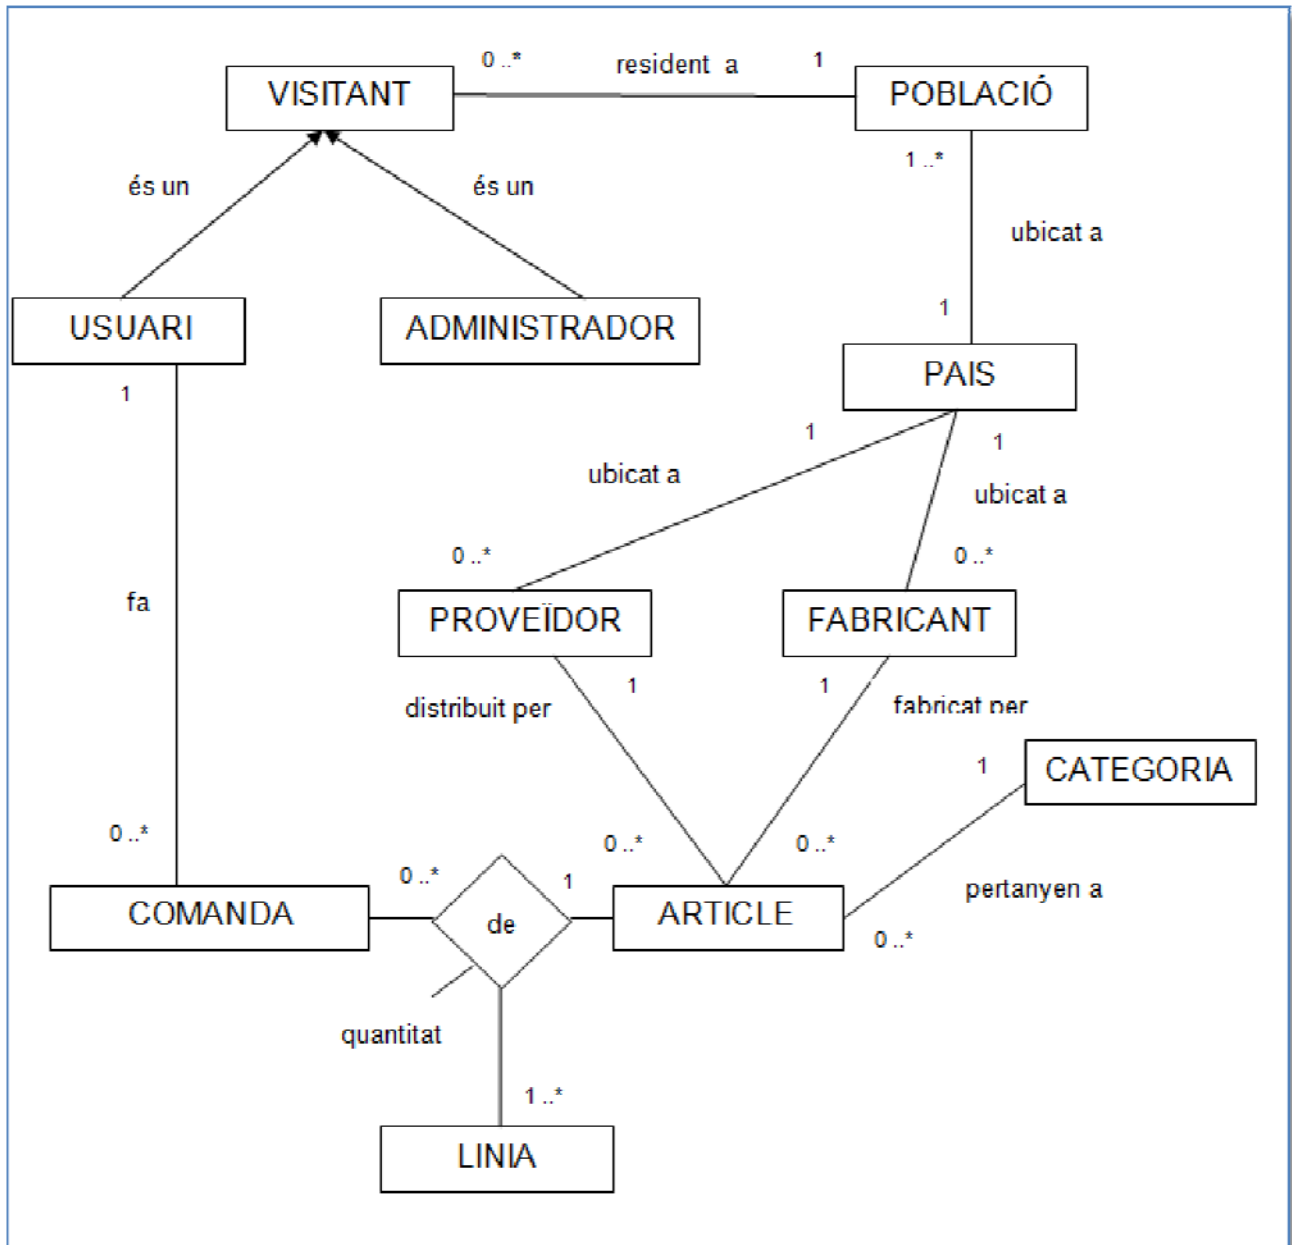 0 ..*
resident a
1
VISITANT
POBLACIÓ
1 ..*
és un
és un
ubicat a
1
USUARI
ADMINISTRADOR
PAIS
1
1
1
ubicat a
ubicat a
0 ..*
0 ..*
fa
PROVEÏDOR
FABRICANT
1
1
distribuit per
fabricat per
1
CATEGORIA
0 ..*
0 ..*
0 ..*
0 ..*
1
pertanyen a
COMANDA
de
ARTICLE
0 ..*
quantitat
1 ..*
LINIA